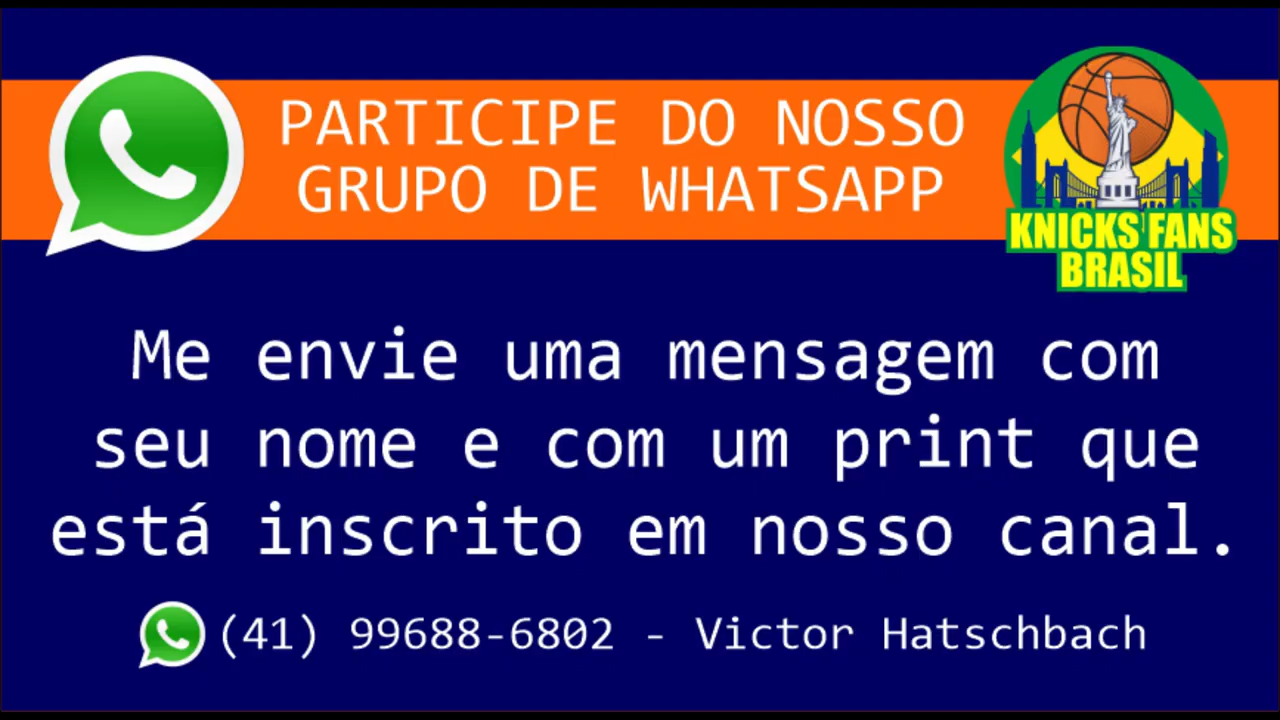 PARTICIPE DO NOSSO
GRUPO DE WHATSAPP
KNICKS FANS
BRASIL
Me envie uma mensagem com
seu nome e com um print que
está inscrito em nosso canal.
(41) 99688-6802 - Victor Hatschbach